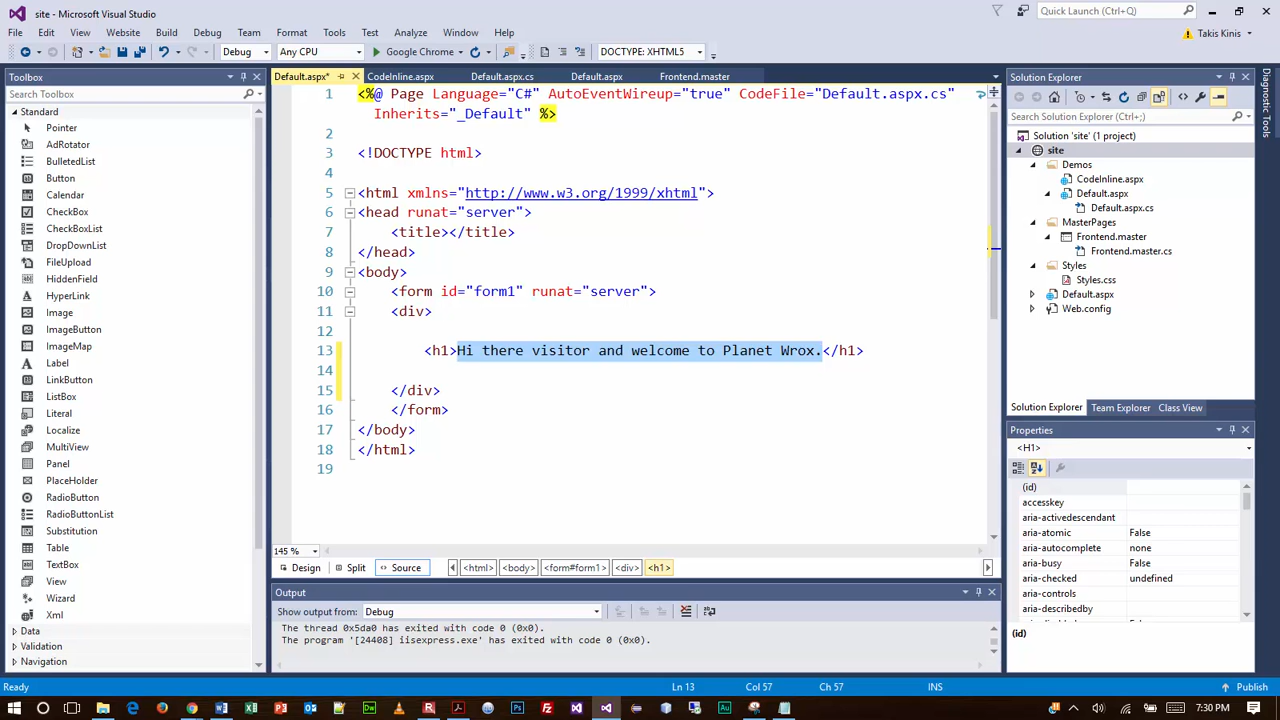 site - Microsoft Visual Studio
Quick Launch (Ctrl+Q)
File Edit View Website Build Debug Team Format Tools Test Analyze Window Help
Takis Kinis
Debug Any CPU Google Chrome DOCTYPE: XHTML5
Toolbox
Search Toolbox
Standard
Pointer
AdRotator
BulletedList
Button
Calendar
CheckBox
CheckBoxList
DropDownList
FileUpload
HiddenField
HyperLink
Image
ImageButton
ImageMap
Label
LinkButton
ListBox
Literal
Localize
MultiView
Panel
PlaceHolder
RadioButton
RadioButtonList
Substitution
Table
TextBox
View
Wizard
Xml
Data
Validation
Navigation
Default.aspx* CodeInline.aspx Default.aspx.cs Default.aspx Frontend.master
1 <%@ Page Language="C#" AutoEventWireup="true" CodeFile="Default.aspx.cs"
Inherits="_Default" %>
2
3 <!DOCTYPE html>
4
5 <html xmlns="http://www.w3.org/1999/xhtml">
6 <head runat="server">
7 <title></title>
8 </head>
9 <body>
10 <form id="form1" runat="server">
11 <div>
12
13 <h1>Hi there visitor and welcome to Planet Wrox.</h1>
14
15 </div>
16 </form>
17 </body>
18 </html>
19
145 %
Design Split Source <html> <body> <form#form1> <div> <h1>
Output
Show output from: Debug
The thread 0x5da0 has exited with code 0 (0x0).
The program '[24408] iisexpress.exe' has exited with code 0 (0x0).
Solution Explorer
Search Solution Explorer (Ctrl+;)
Solution 'site' (1 project)
site
Demos
CodeInline.aspx
Default.aspx
Default.aspx.cs
MasterPages
Frontend.master
Frontend.master.cs
Styles
Styles.css
Default.aspx
Web.config
Solution Explorer Team Explorer Class View
Properties
<H1>
(id)
accesskey
aria-activedescendant
aria-atomic False
aria-autocomplete none
aria-busy False
aria-checked undefined
aria-controls
aria-describedby
(id)
Diagnostic Tools
Ready Ln 13 Col 57 Ch 57 INS Publish
7:30 PM